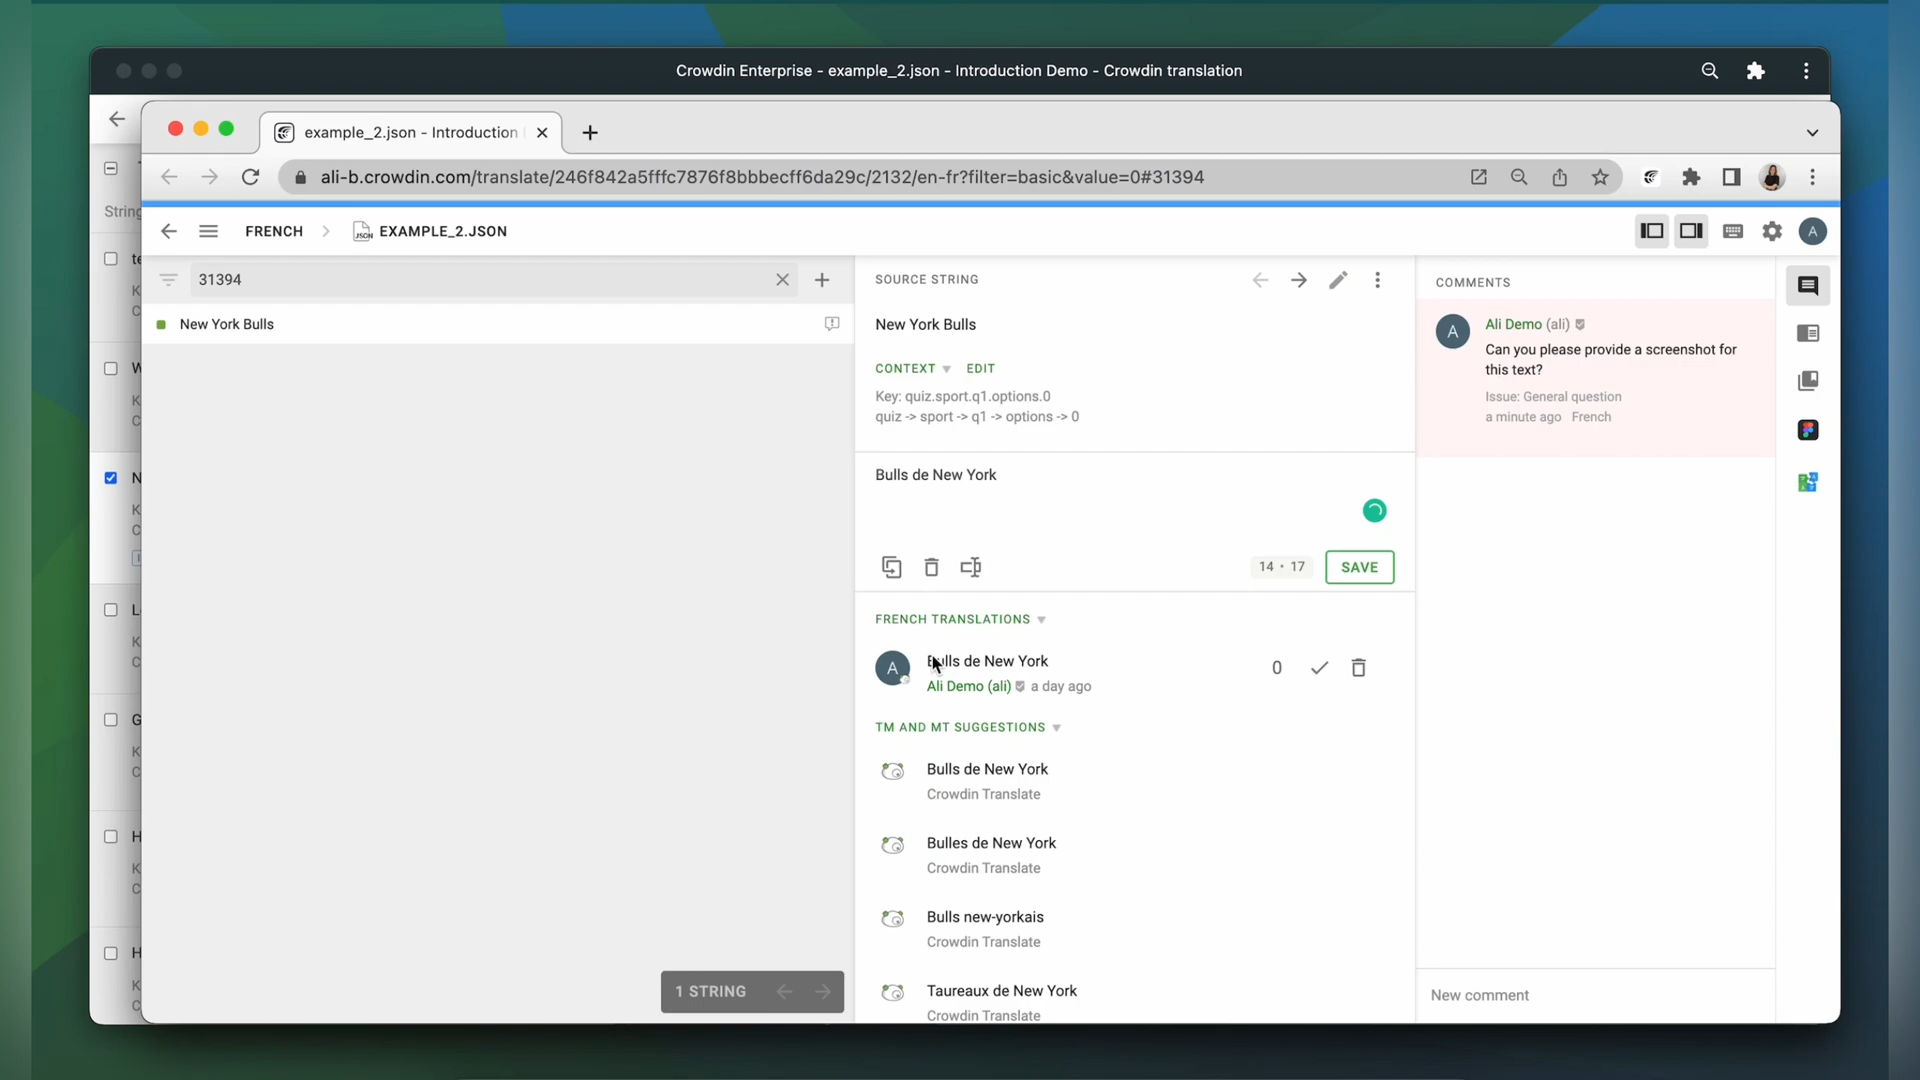 Crowdin Enterprise - example_2.json - Introduction Demo - Crowdin translation
example_2.json - Introduction
ali-b.crowdin.com/translate/246f842a5fffc7876f8bbbecff6da29c/2132/en-fr?filter=basic&value=0#31394
FRENCH
JSON
EXAMPLE_2.JSON
A
String
31394
New York Bulls
SOURCE STRING
New York Bulls
CONTEXT EDIT
Key: quiz.sport.q1.options.0
quiz -> sport -> q1 -> options -> 0
Bulls de New York
14 • 17
SAVE
FRENCH TRANSLATIONS
A
Bulls de New York
Ali Demo (ali) a day ago
0
TM AND MT SUGGESTIONS
Bulls de New York
Crowdin Translate
Bulles de New York
Crowdin Translate
Bulls new-yorkais
Crowdin Translate
Taureaux de New York
Crowdin Translate
1 STRING
COMMENTS
A
Ali Demo (ali)
Can you please provide a screenshot for
this text?
Issue: General question
a minute ago French
New comment